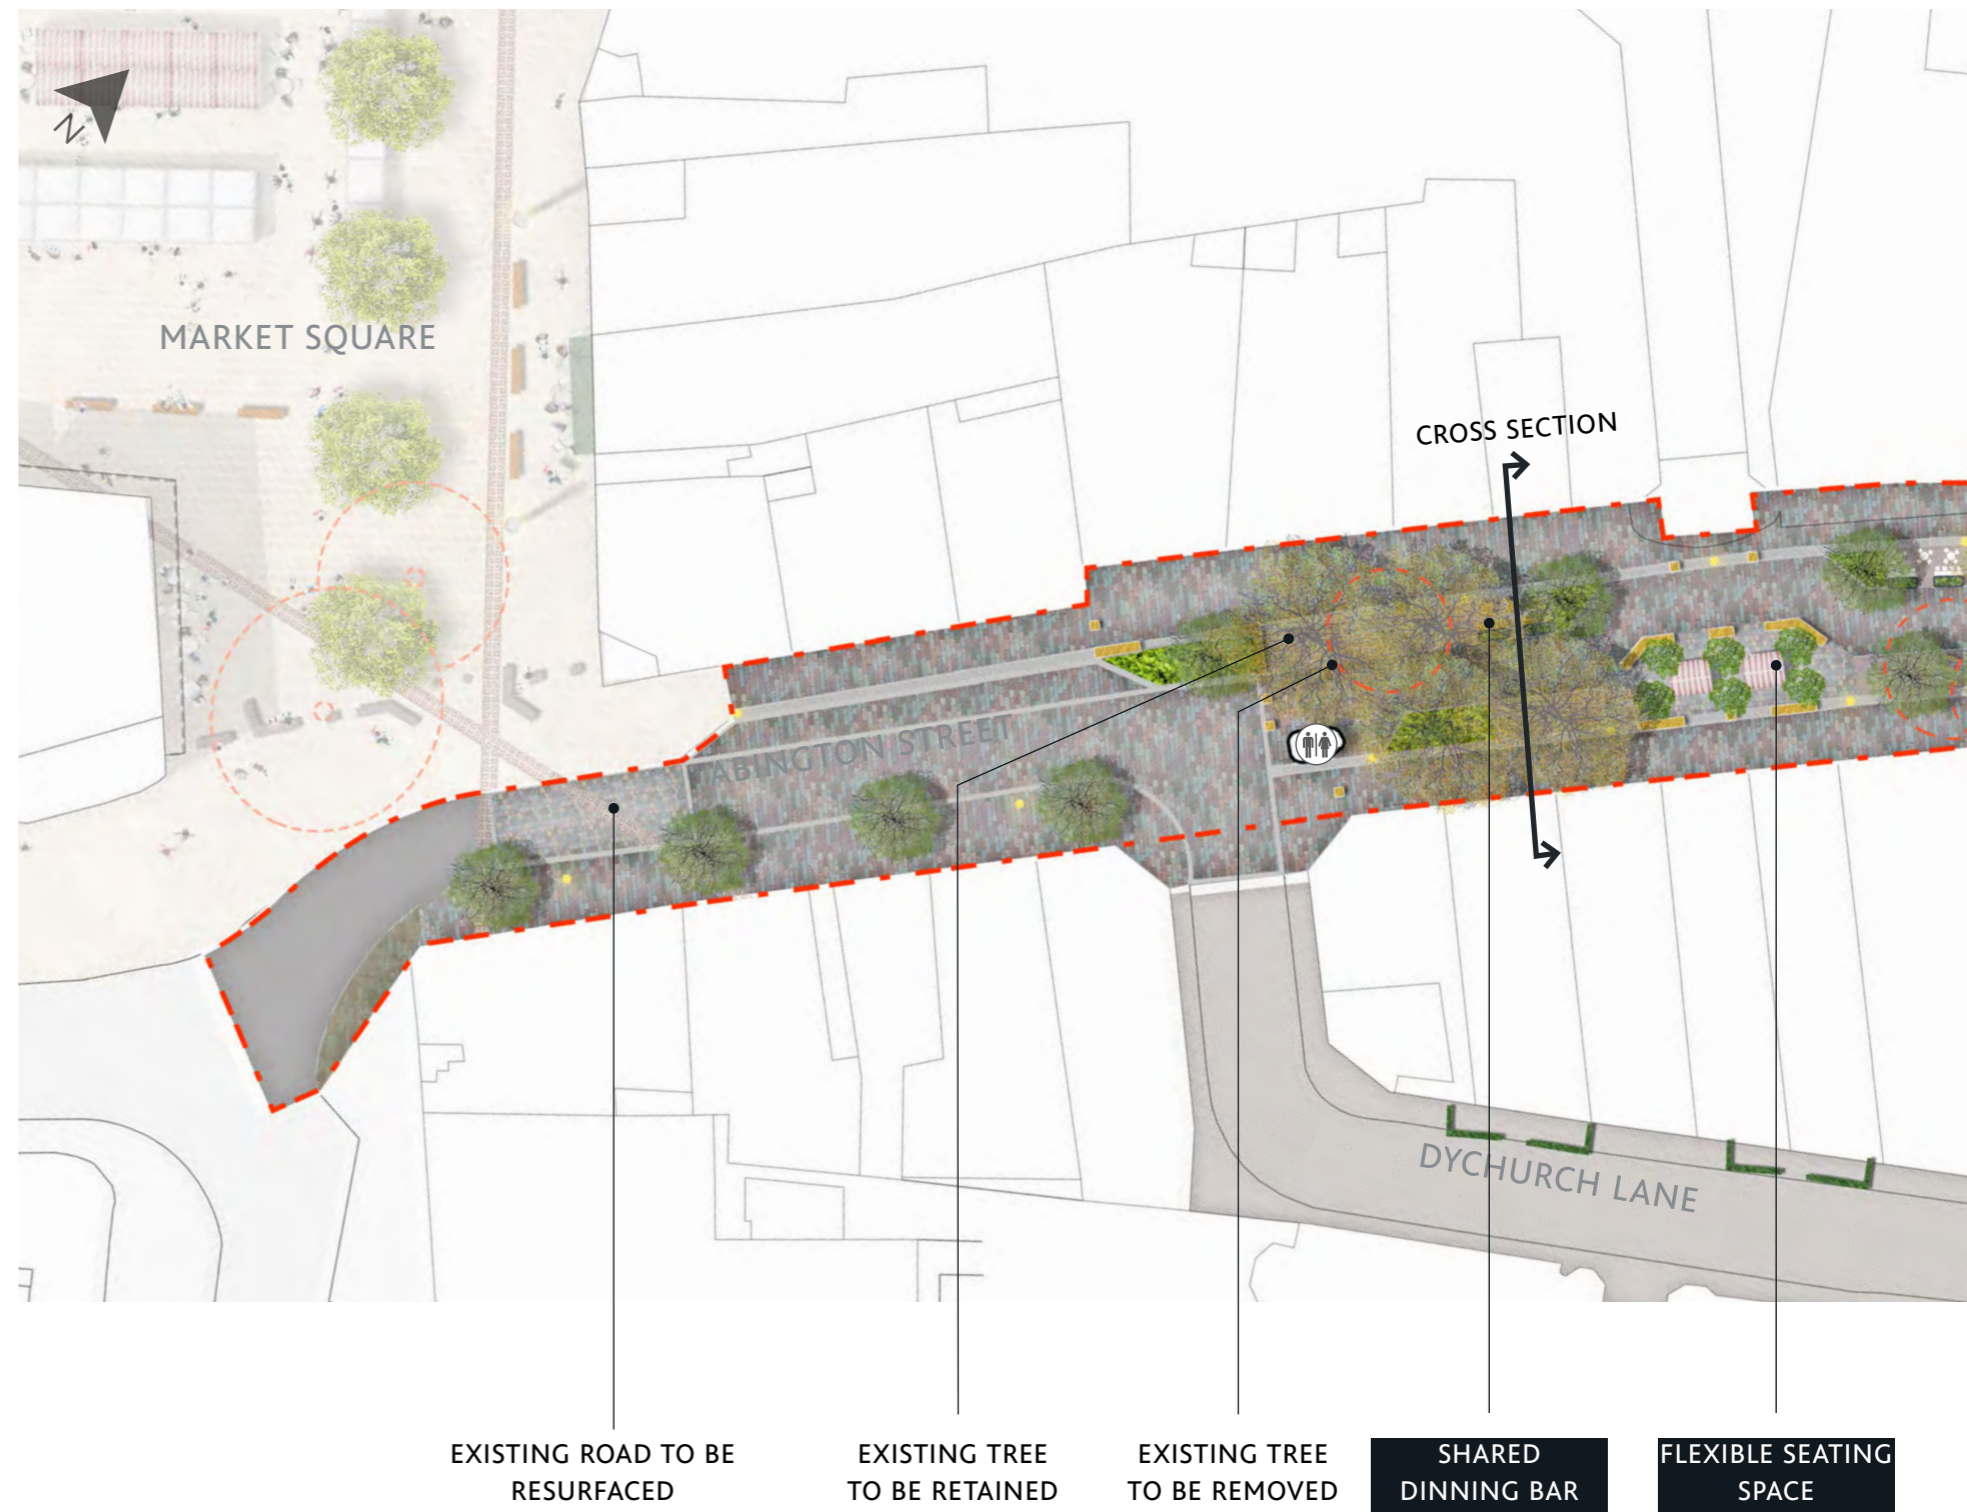 N
MARKET SQUARE
CROSS SECTION
ABINGTON STREET
DYCHURCH LANE
EXISTING ROAD TO BE
RESURFACED
EXISTING TREE
TO BE RETAINED
EXISTING TREE
TO BE REMOVED
SHARED
DINNING BAR
FLEXIBLE SEATING
SPACE